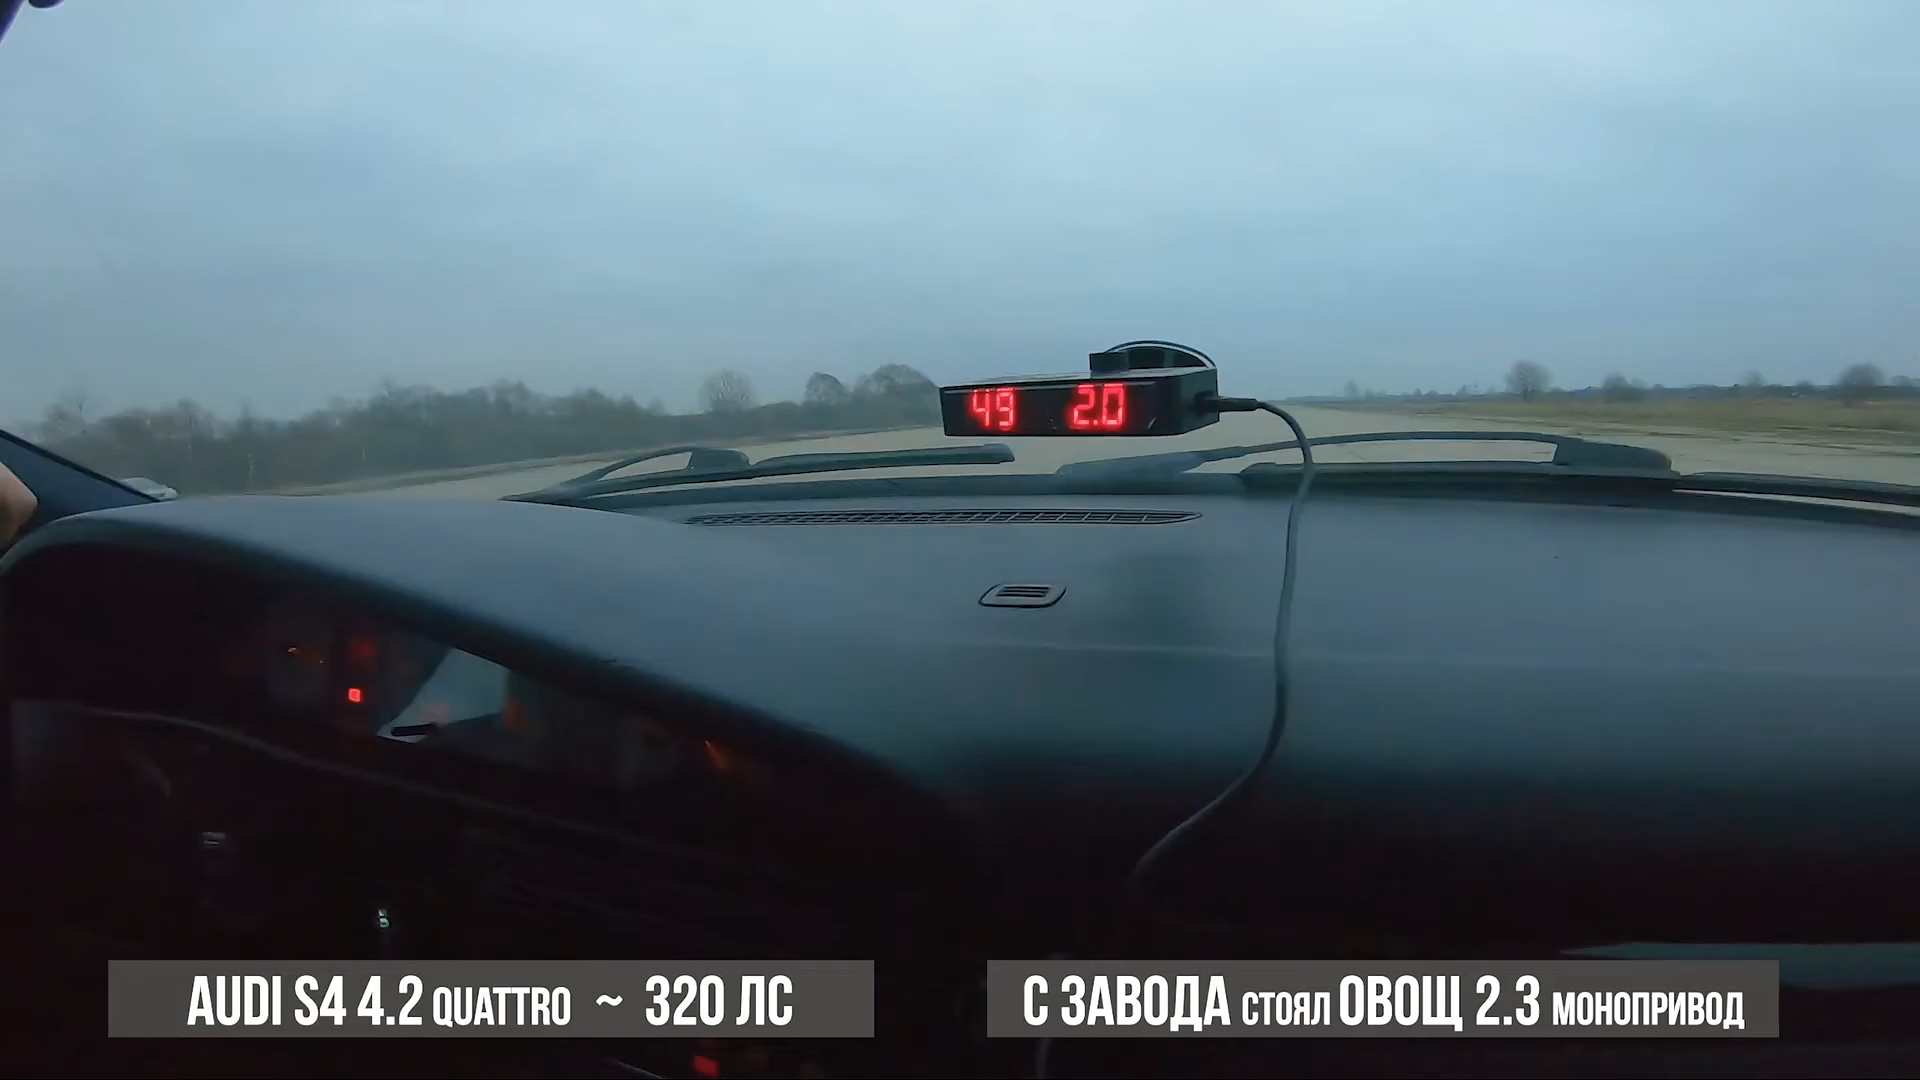 49 2.0
AUDI S4 4.2 QUATTRO ~ 320 ЛС
С ЗАВОДА СТОЯЛ ОВОЩ 2.3 МОНОПРИВОД